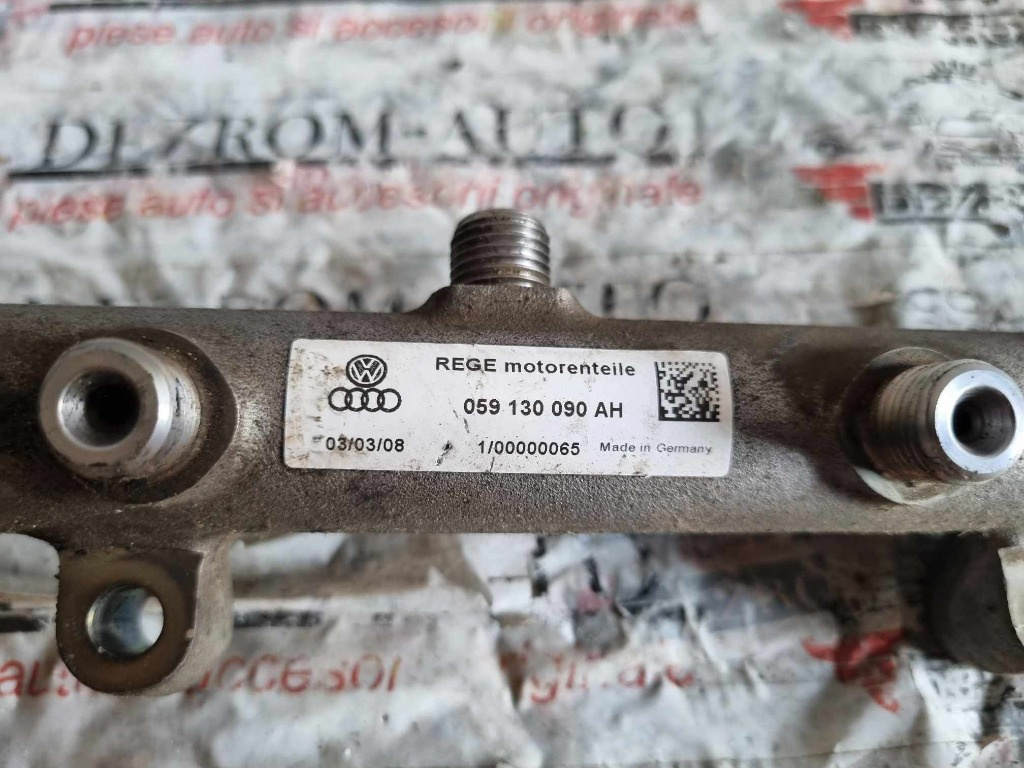 piese auto si accesorii originale
DEZROM-AUTO
piese auto si accesorii originale
VW
REGE motorenteile
059 130 090 AH
03/03/08 1/00000065 Made in Germany
accesoi